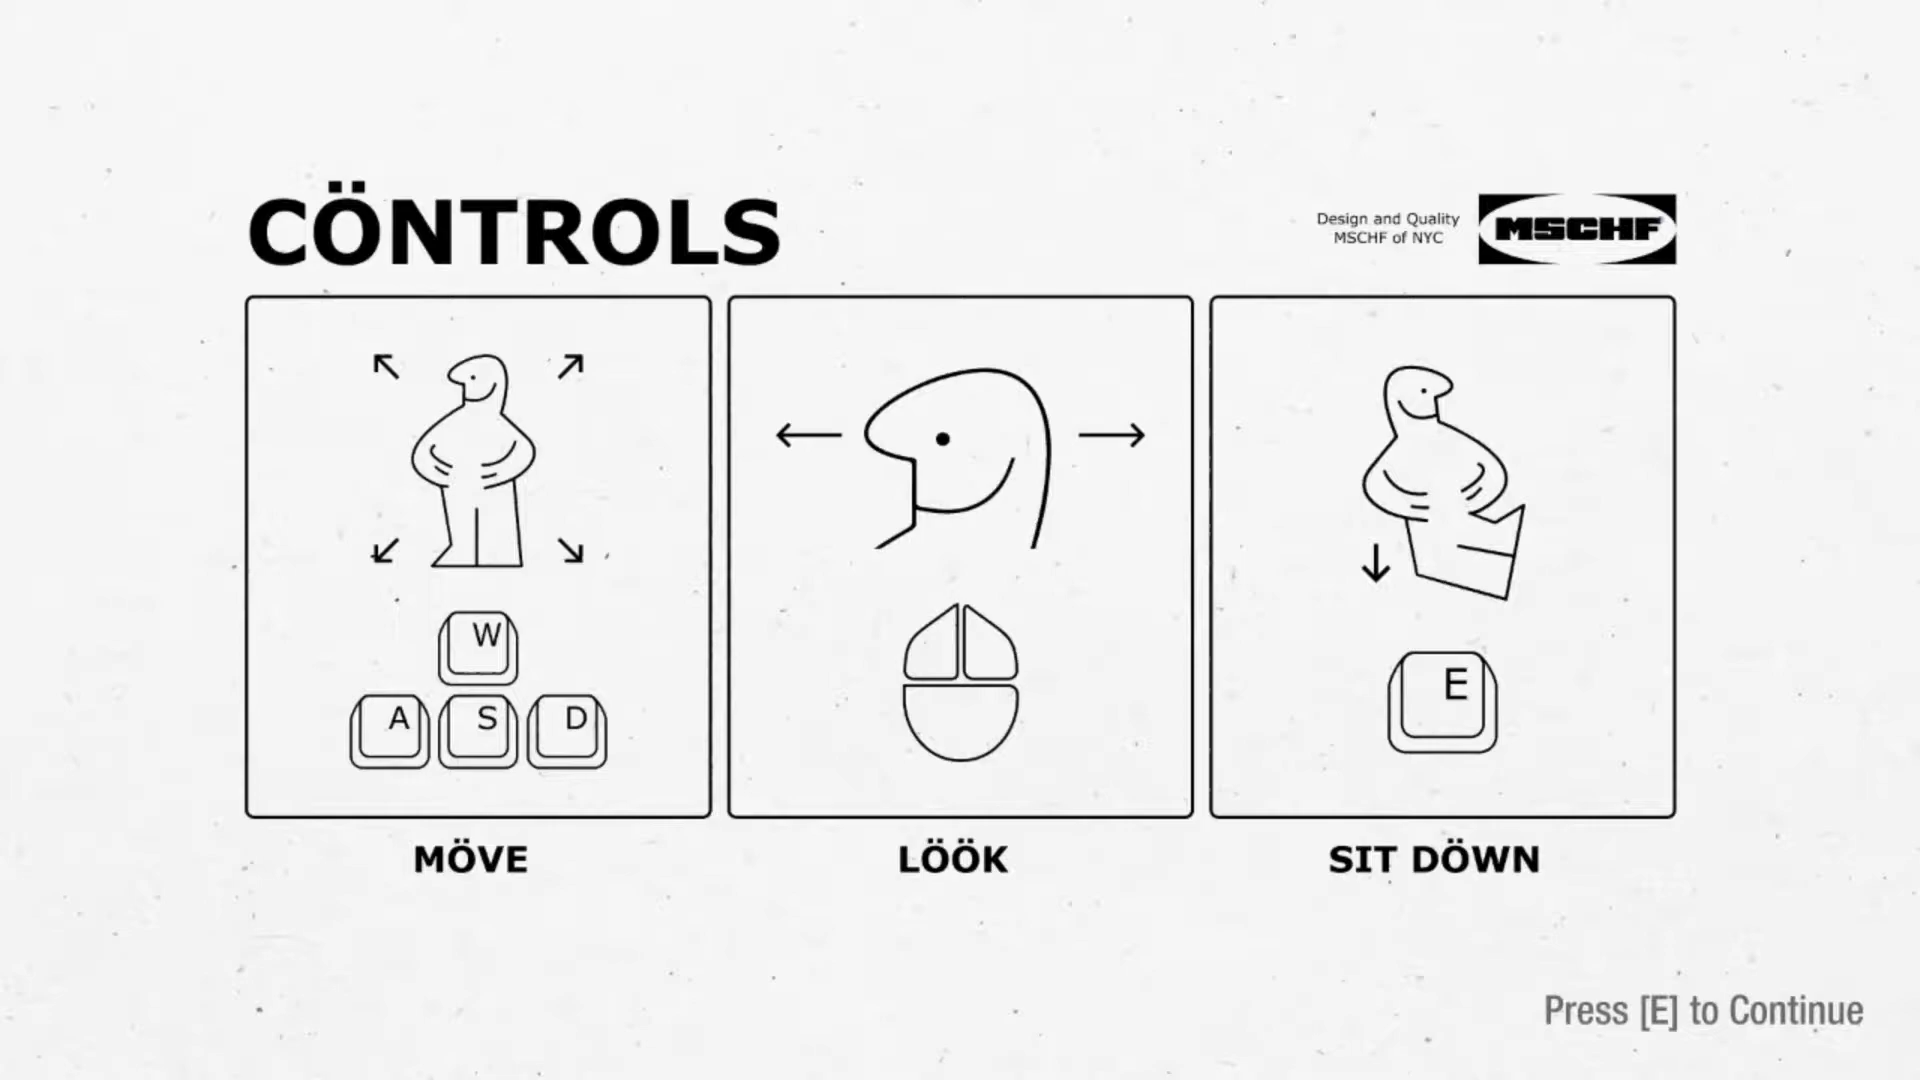 CÖNTROLS
Design and Quality
MSCHF of NYC
MSCHF
W
A S D
E
MÖVE
LÖÖK
SIT DÖWN
Press [E] to Continue